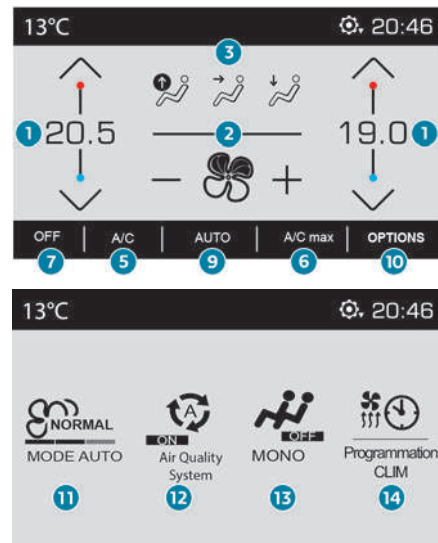 13°C 20:46
3
1 20.5 2 19.0 1
OFF A/C AUTO A/C max OPTIONS
7 5 9 6 10
13°C 20:46
NORMAL A
ON OFF
MODE AUTO Air Quality System MONO Programmation CLIM
11 12 13 14